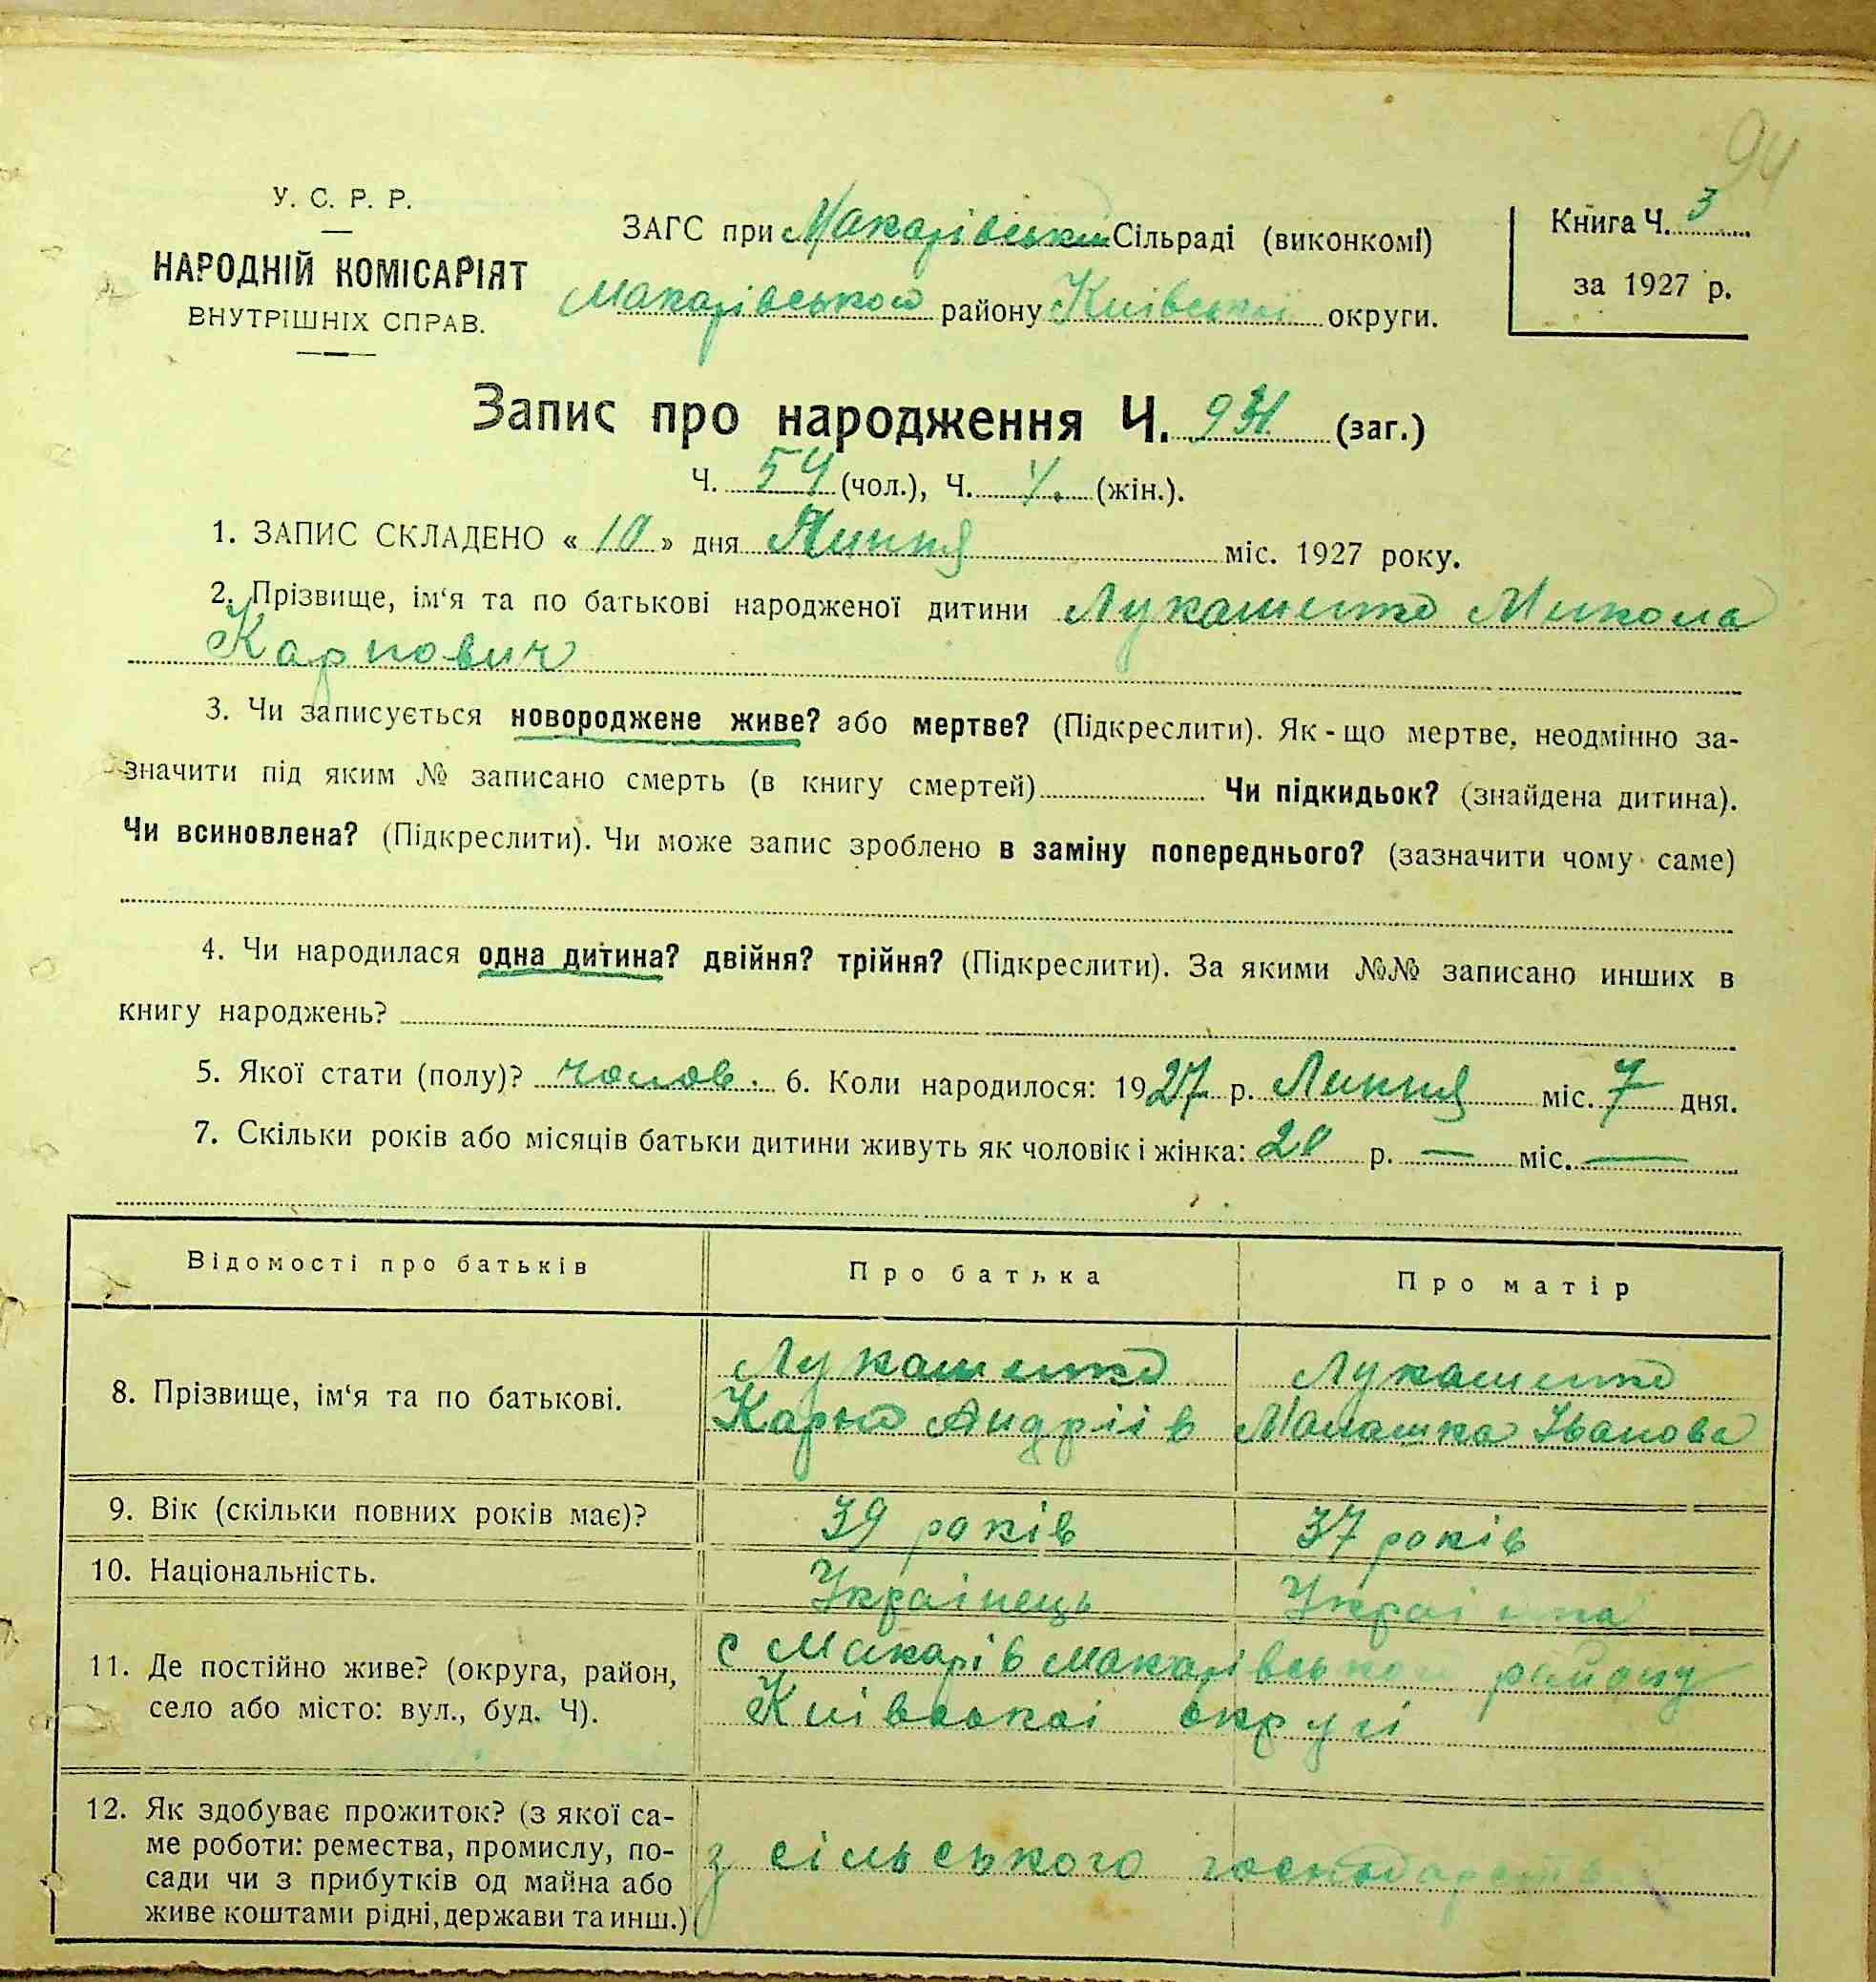 94
У. С. Р. Р.
НАРОДНІЙ КОМІСАРІЯТ
ВНУТРІШНІХ СПРАВ.
ЗАГС при Макарівській Сільраді (виконкомі)
Макарівського району Київської округи.
Книга Ч. 3
за 1927 р.
Запис про народження Ч. (заг.)
Ч. 54 (чол.), Ч. (жін.).
1. ЗАПИС СКЛАДЕНО « 10 » дня Липня міс. 1927 року.
2. Прізвище, ім‘я та по батькові народженої дитини Лукашенко Микола
Карпович
3. Чи записується новороджене живе? або мертве? (Підкреслити). Як-що мертве, неодмінно за-
значити під яким № записано смерть (в книгу смертей) Чи підкидьок? (знайдена дитина).
Чи всиновлена? (Підкреслити). Чи може запис зроблено в заміну попереднього? (зазначити чому саме)
4. Чи народилася одна дитина? двійня? трійня? (Підкреслити). За якими №№ записано инших в
книгу народжень?
5. Якої стати (полу)? чолов. 6. Коли народилося: 1927 р. Липня міс. 7 дня.
7. Скільки років або місяців батьки дитини живуть як чоловік і жінка: 20 р. — міс. —
Відомості про батьків Про батька Про матір
8. Прізвище, ім‘я та по батькові.
Лукашенко
Карпо Андріів
Лукашенко
Малашка Іванова
9. Вік (скільки повних років має)? 39 років 37 років
10. Національність. Украінець Украінка
11. Де постійно живе? (округа, район,
село або місто: вул., буд. Ч).
с Макарів Макарівського району
Киівськоі округи
12. Як здобуває прожиток? (з якої са-
ме роботи: ремества, промислу, по-
сади чи з прибутків од майна або
живе коштами рідні, держави та инш.)
з сільського господарства